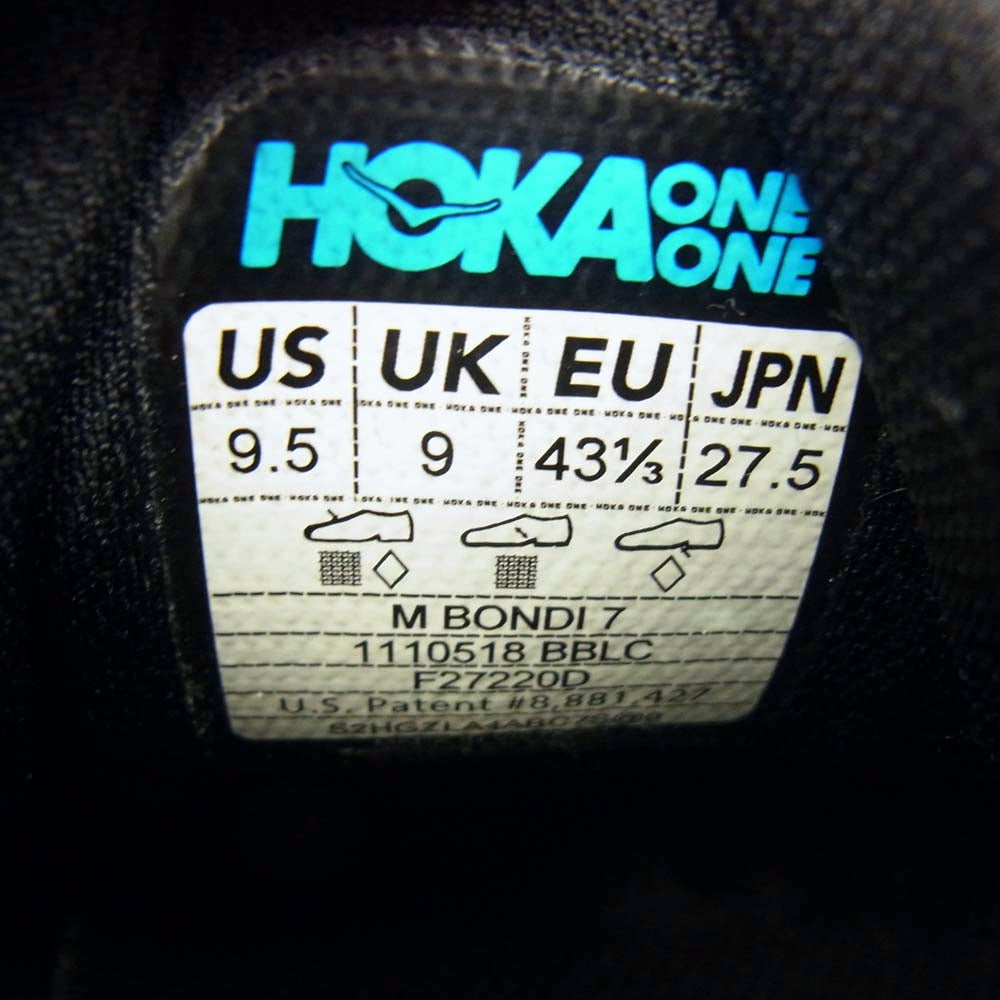 HOKA ONE ONE
US UK EU JPN
9.5 9 43⅓ 27.5
M BONDI 7
1110518 BBLC
F27220D
U.S. Patent #8,881,427